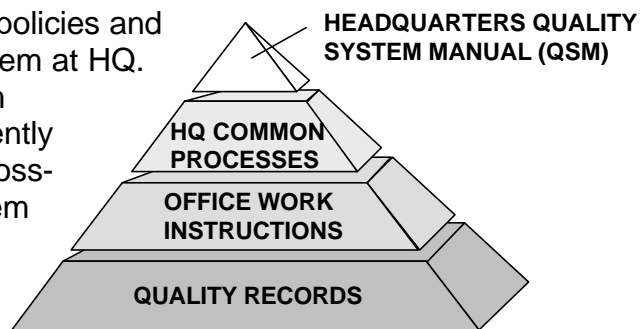 policies and
em at HQ.
ently
oss-
em
HEADQUARTERS QUALITY
SYSTEM MANUAL (QSM)
HQ COMMON
PROCESSES
OFFICE WORK
INSTRUCTIONS
QUALITY RECORDS